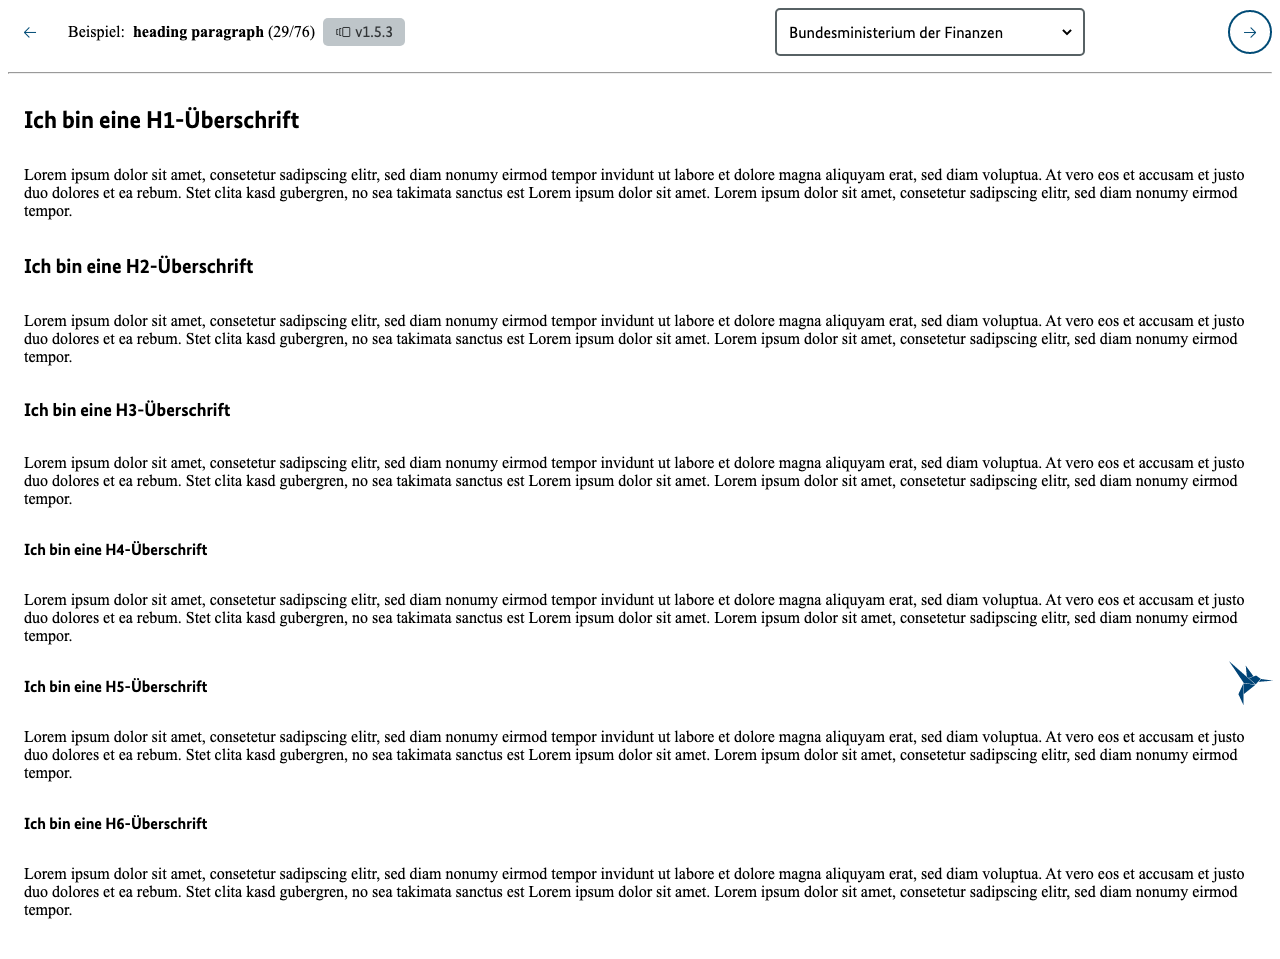 Beispiel: heading paragraph (29/76) v1.5.3 Bundesministerium der Finanzen
Ich bin eine H1-Überschrift
Lorem ipsum dolor sit amet, consetetur sadipscing elitr, sed diam nonumy eirmod tempor invidunt ut labore et dolore magna aliquyam erat, sed diam voluptua. At vero eos et accusam et justo
duo dolores et ea rebum. Stet clita kasd gubergren, no sea takimata sanctus est Lorem ipsum dolor sit amet. Lorem ipsum dolor sit amet, consetetur sadipscing elitr, sed diam nonumy eirmod
tempor.
Ich bin eine H2-Überschrift
Lorem ipsum dolor sit amet, consetetur sadipscing elitr, sed diam nonumy eirmod tempor invidunt ut labore et dolore magna aliquyam erat, sed diam voluptua. At vero eos et accusam et justo
duo dolores et ea rebum. Stet clita kasd gubergren, no sea takimata sanctus est Lorem ipsum dolor sit amet. Lorem ipsum dolor sit amet, consetetur sadipscing elitr, sed diam nonumy eirmod
tempor.
Ich bin eine H3-Überschrift
Lorem ipsum dolor sit amet, consetetur sadipscing elitr, sed diam nonumy eirmod tempor invidunt ut labore et dolore magna aliquyam erat, sed diam voluptua. At vero eos et accusam et justo
duo dolores et ea rebum. Stet clita kasd gubergren, no sea takimata sanctus est Lorem ipsum dolor sit amet. Lorem ipsum dolor sit amet, consetetur sadipscing elitr, sed diam nonumy eirmod
tempor.
Ich bin eine H4-Überschrift
Lorem ipsum dolor sit amet, consetetur sadipscing elitr, sed diam nonumy eirmod tempor invidunt ut labore et dolore magna aliquyam erat, sed diam voluptua. At vero eos et accusam et justo
duo dolores et ea rebum. Stet clita kasd gubergren, no sea takimata sanctus est Lorem ipsum dolor sit amet. Lorem ipsum dolor sit amet, consetetur sadipscing elitr, sed diam nonumy eirmod
tempor.
Ich bin eine H5-Überschrift
Lorem ipsum dolor sit amet, consetetur sadipscing elitr, sed diam nonumy eirmod tempor invidunt ut labore et dolore magna aliquyam erat, sed diam voluptua. At vero eos et accusam et justo
duo dolores et ea rebum. Stet clita kasd gubergren, no sea takimata sanctus est Lorem ipsum dolor sit amet. Lorem ipsum dolor sit amet, consetetur sadipscing elitr, sed diam nonumy eirmod
tempor.
Ich bin eine H6-Überschrift
Lorem ipsum dolor sit amet, consetetur sadipscing elitr, sed diam nonumy eirmod tempor invidunt ut labore et dolore magna aliquyam erat, sed diam voluptua. At vero eos et accusam et justo
duo dolores et ea rebum. Stet clita kasd gubergren, no sea takimata sanctus est Lorem ipsum dolor sit amet. Lorem ipsum dolor sit amet, consetetur sadipscing elitr, sed diam nonumy eirmod
tempor.